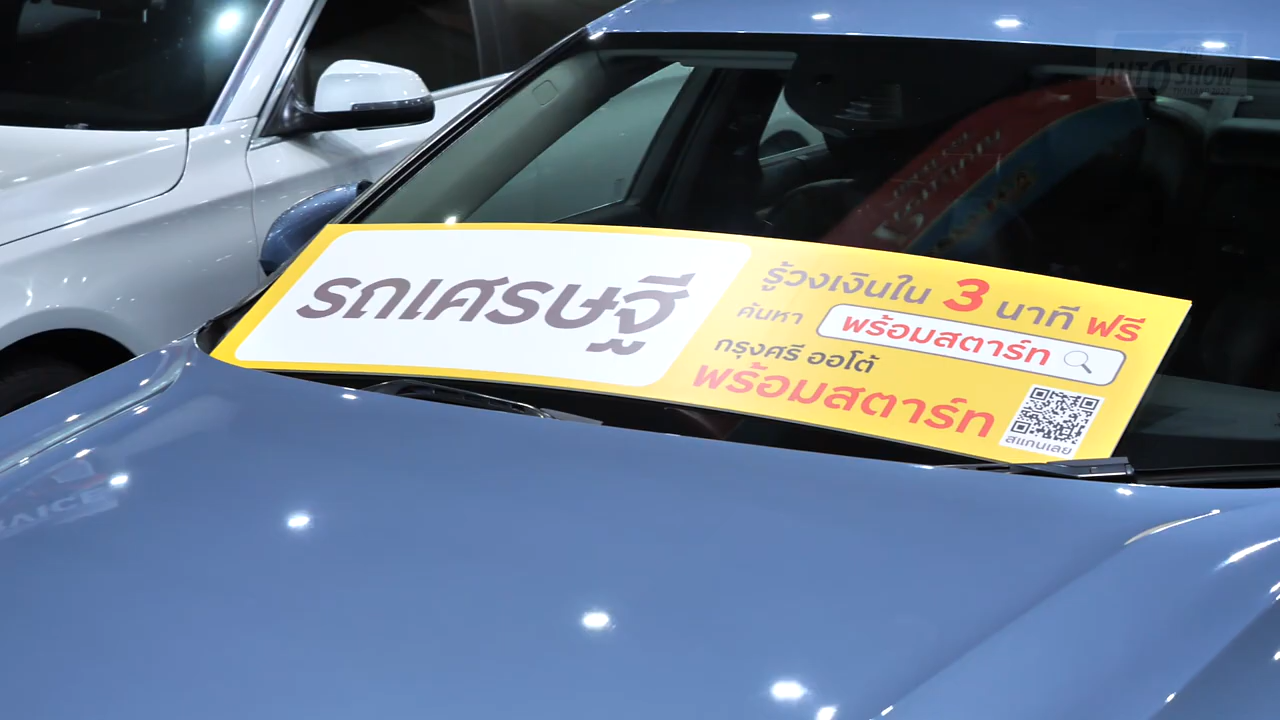 รถเศรษฐี
รู้วงเงินใน 3 นาที ฟรี
ค้นหา พร้อมสตาร์ท
กรุงศรี ออโต้
พร้อมสตาร์ท
สแกนเลย
AUTO SHOW